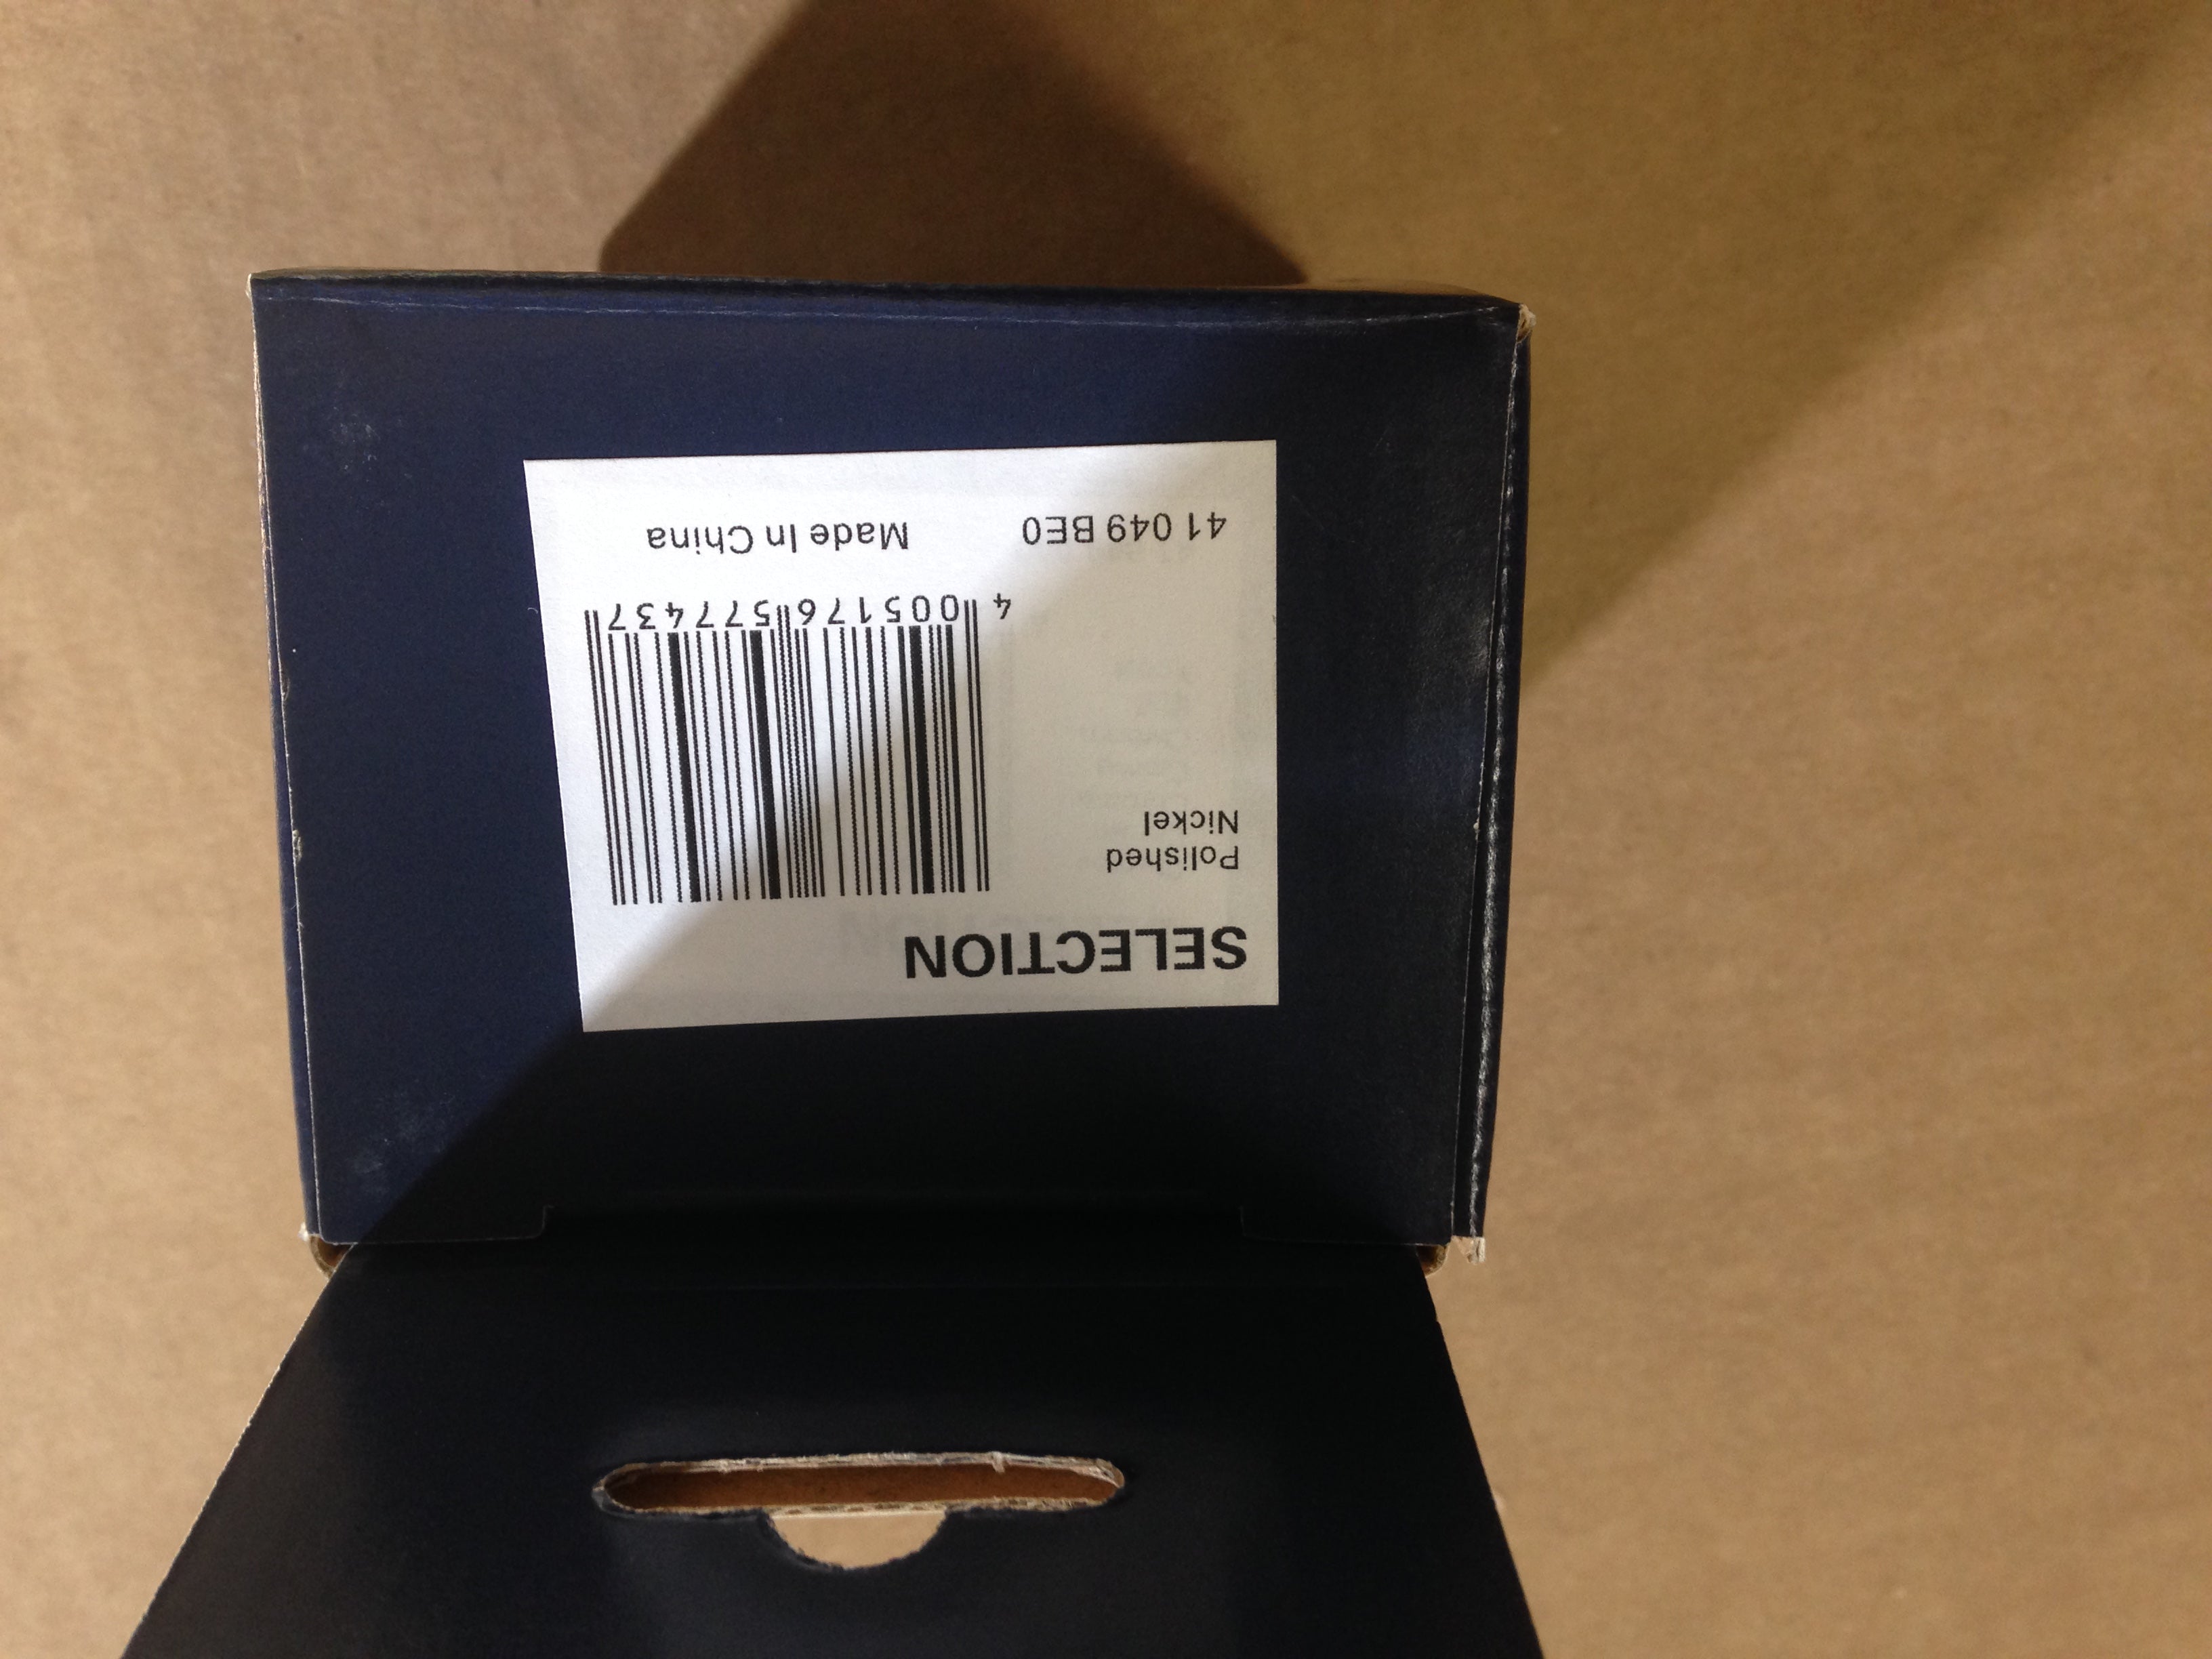 SELECTION
Polished
Nickel
4 005176 577437
41 049 BE0 Made In China